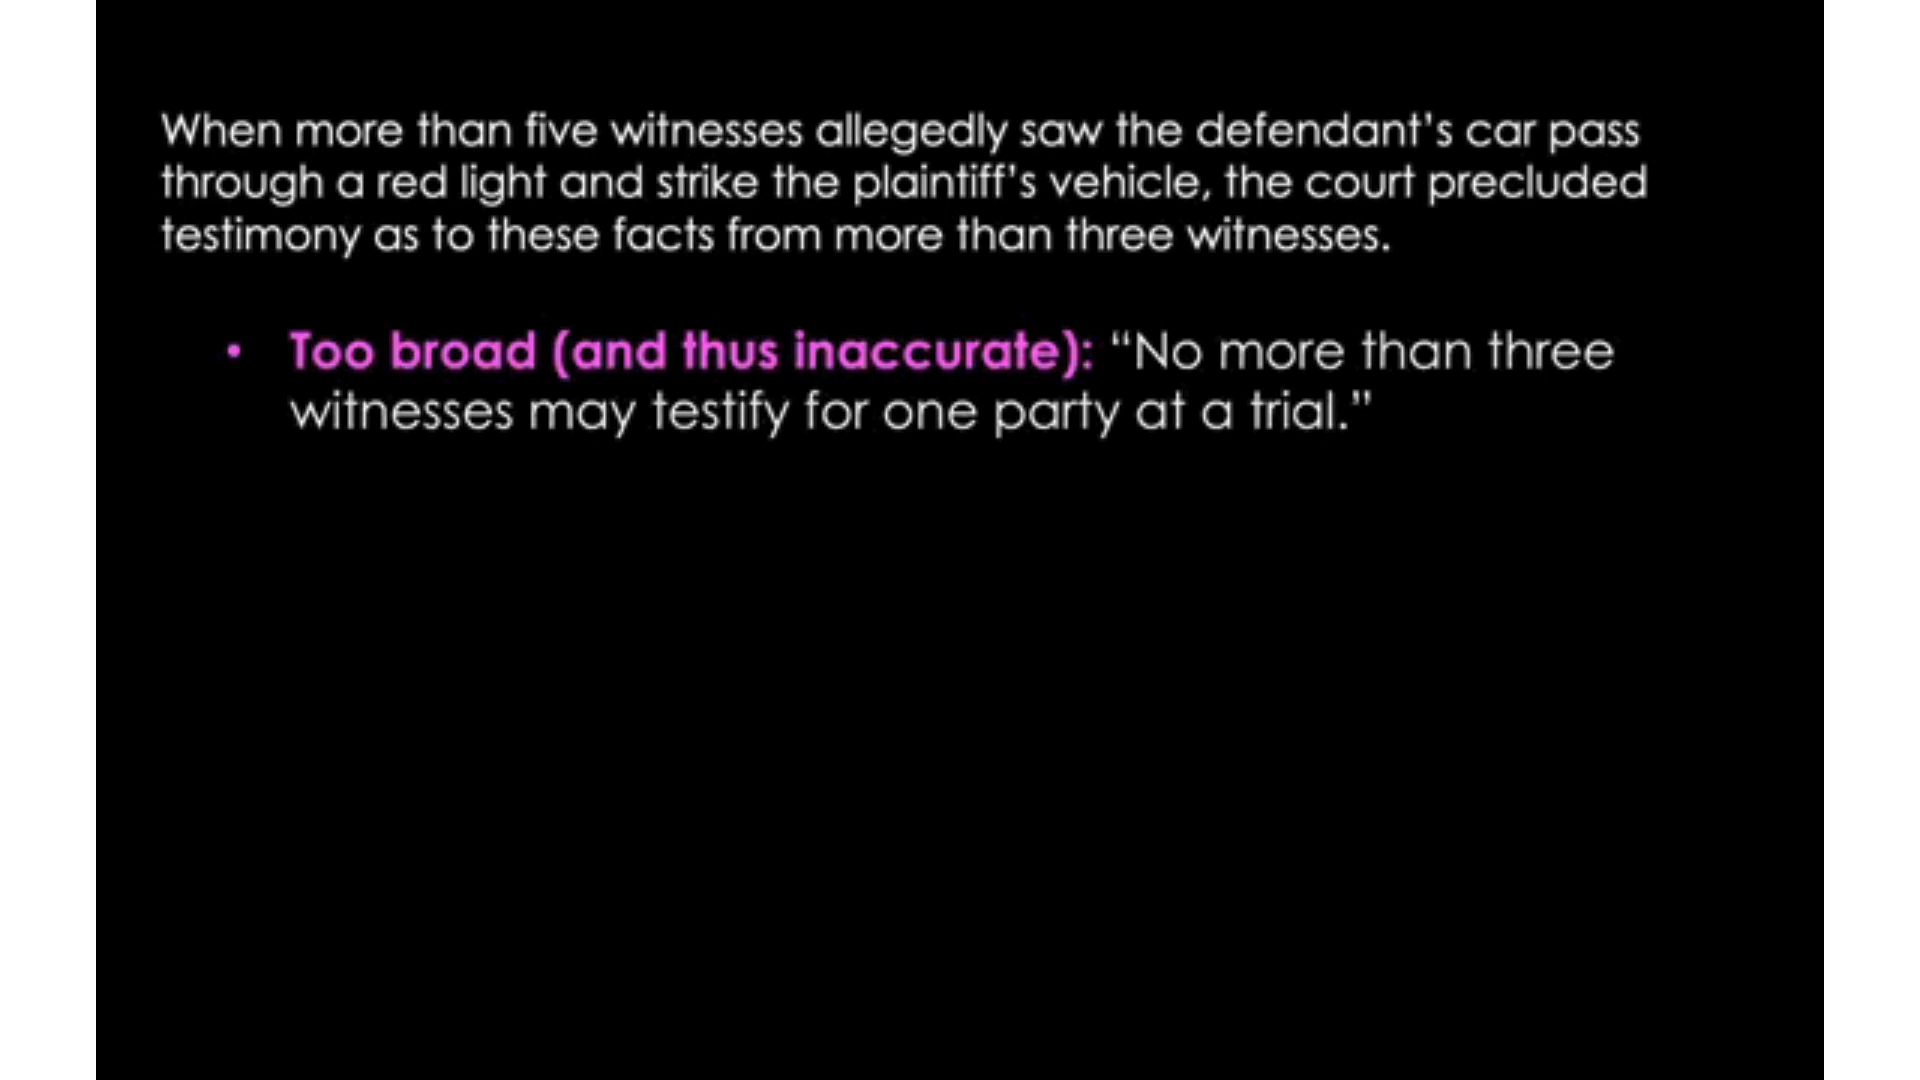 When more than five witnesses allegedly saw the defendant’s car pass
through a red light and strike the plaintiff’s vehicle, the court precluded
testimony as to these facts from more than three witnesses.
• Too broad (and thus inaccurate): “No more than three
witnesses may testify for one party at a trial.”